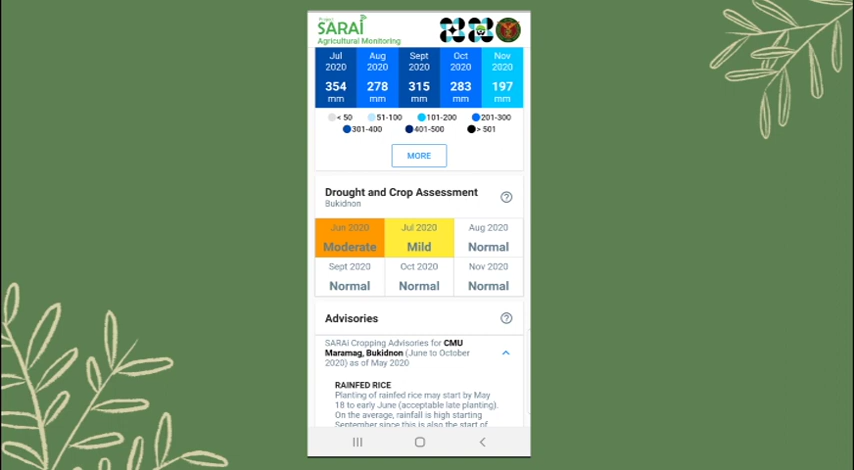 Project
SARAi
Agricultural Monitoring
Jul 2020
Aug 2020
Sept 2020
Oct 2020
Nov 2020
354 mm
278 mm
315 mm
283 mm
197 mm
< 50
51-100
101-200
201-300
301-400
401-500
> 501
MORE
Drought and Crop Assessment
Bukidnon
Jun 2020
Moderate
Jul 2020
Mild
Aug 2020
Normal
Sept 2020
Normal
Oct 2020
Normal
Nov 2020
Normal
Advisories
SARAi Cropping Advisories for CMU
Maramag, Bukidnon (June to October
2020) as of May 2020
RAINFED RICE
Planting of rainfed rice may start by May
18 to early June (acceptable late planting).
On the average, rainfall is high starting
September since this is also the start of